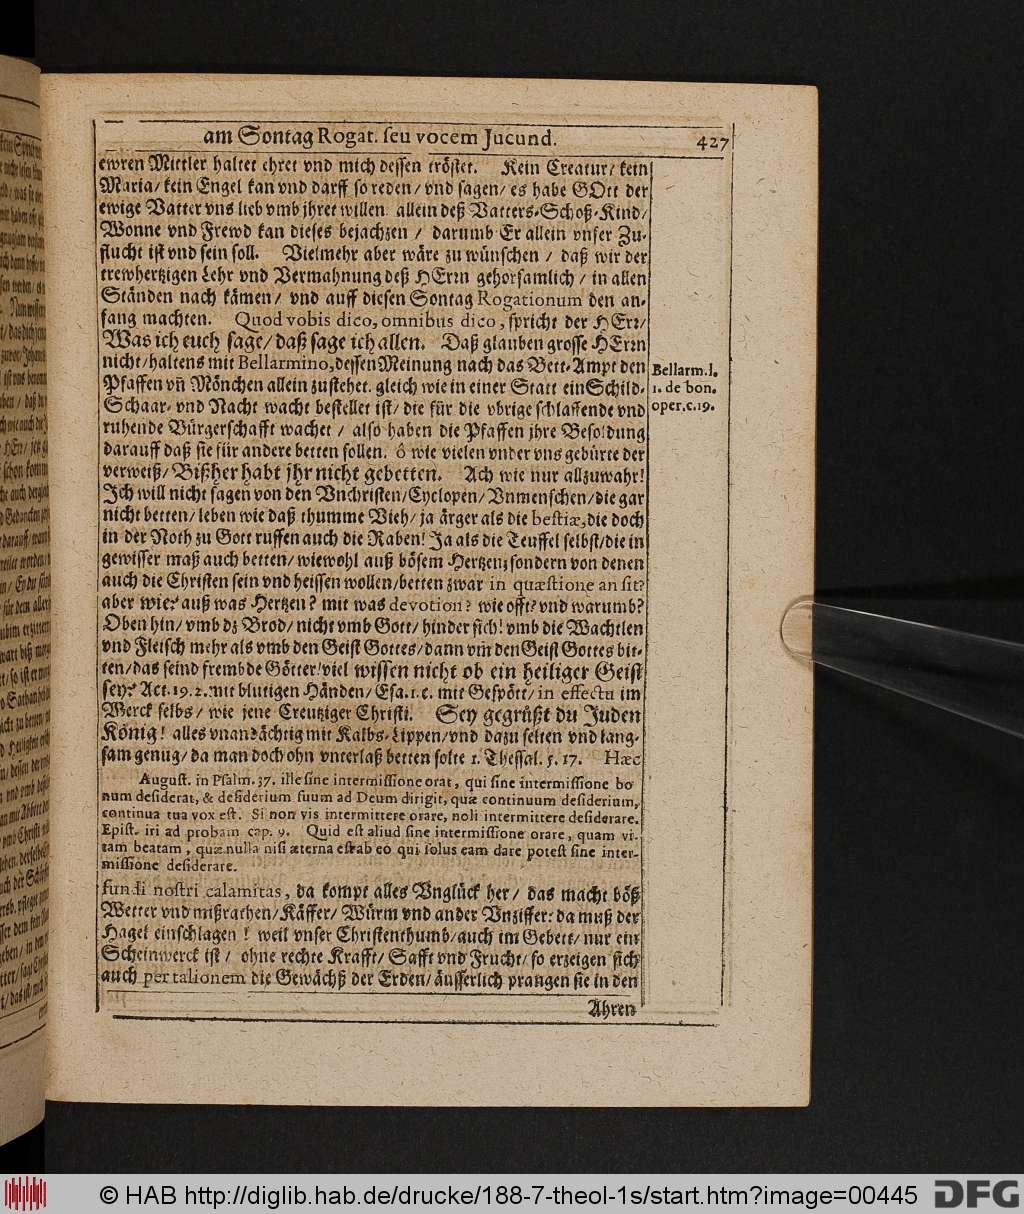 am Sontag Rogat. ſeu vocem Jucund. 427
ewren Mittler haltet ehret vnd mich deſſen tröſtet. Kein Creatur/ kein
Maria/ kein Engel kan vnd darff ſo reden/ vnd ſagen/ es habe GOtt der
ewige Vatter vns lieb vmb jhret willen, allein deß Vatters-Schoß-Kind/
Wonne vnd Frewd kan dieſes bejachzen / darumb Er allein vnſer Zu-
flucht iſt vnd ſein ſoll. Vielmehr aber wäre zu wünſchen / daß wir der
trewhertzigen Lehr vnd Vermahnung deß HErrn gehorſamlich / in allen
Ständen nach kämen/ vnd auff dieſen Sontag Rogationum den an-
fang machten. Quod vobis dico, omnibus dico, ſpricht der HErr/
Was ich euch ſage/ daß ſage ich allen. Daß glauben groſſe HErrn
nicht/ haltens mit Bellarmino, deſſen Meinung nach das Bett-Ampt den
Pfaffen vñ Mönchen allein zuſtehet, gleich wie in einer Statt ein Schild-
Schaar- vnd Nacht wacht beſtellet iſt/ die für die vbrige ſchlaffende vnd
ruhende Bürgerſchafft wachet / alſo haben die Pfaffen jhre Beſoldung
darauff daß ſie für andere betten ſollen. ô wie vielen vnder vns gebürte der
verweiß/ Bißher habt jhr nicht gebetten. Ach wie nur allzuwahr!
Ich will nicht ſagen von den Vnchriſten/ Cyclopen/ Vnmenſchen/ die gar
nicht betten/ leben wie daß thumme Vieh/ ja ärger als die beſtiæ, die doch
in der Noth zu Gott ruffen auch die Raben! Ja als die Teuffel ſelbſt/ die in
gewiſſer maß auch betten/ wiewohl auß böſem Hertzen; ſondern von denen
auch die Chriſten ſein vnd heiſſen wollen/ betten zwar in quæſtione an ſit?
aber wie? auß was Hertzen? mit was devotion? wie offt? vnd warumb?
Oben hin/ vmb dz Brod/ nicht vmb Gott/ hinder ſich! vmb die Wachtlen
vnd Fleiſch mehr als vmb den Geiſt Gottes/ dann vm den Geiſt Gottes bit-
ten/ das ſeind frembde Götter! viel wiſſen nicht ob ein heiliger Geiſt
ſey? Act. 19. 2. mit blutigen Händen/ Eſa. 1. mit Geſpött/ in effectu im
Werck ſelbs/ wie jene Creutziger Chriſti. Sey gegrüßt du Juden
König! alles vnandächtig mit Kalbs-Lippen/ vnd dazu ſelten vnd lang-
ſam genug/ da man doch ohn vnterlaß betten ſolte 1. Theſſal. 5. 17. Hæc
Auguſt. in Pſalm. 37. ille ſine intermiſſione orat, qui ſine intermiſſione bo
num deſiderat, & deſiderium ſuum ad Deum dirigit, quæ continuum deſiderium,
continua tua vox eſt. Si non vis intermittere orare, noli intermittere deſiderare.
Epiſt. 121 ad probam cap. 9. Quid eſt aliud ſine intermiſſione orare, quam vi-
tam beatam, quæ nulla niſi æterna eſt ab eo qui ſolus eam dare poteſt ſine inter-
miſſione deſiderare.
fundi noſtri calamitas, da kompt alles Vnglück her/ das macht böß
Wetter vnd mißrathen/ Käffer/ Würm vnd ander Vnziffer: da muß der
Hagel einſchlagen! weil vnſer Chriſtenthumb/ auch im Gebett/ nur ein
Scheinwerck iſt/ ohne rechte Krafft/ Safft vnd Frucht/ ſo erzeigen ſich
auch per talionem die Gewächß der Erden/ äuſſerlich prangen ſie in den
Ähren
Bellarm. l.
1. de bon.
oper. c. 19.
© HAB http://diglib.hab.de/drucke/188-7-theol-1s/start.htm?image=00445 DFG